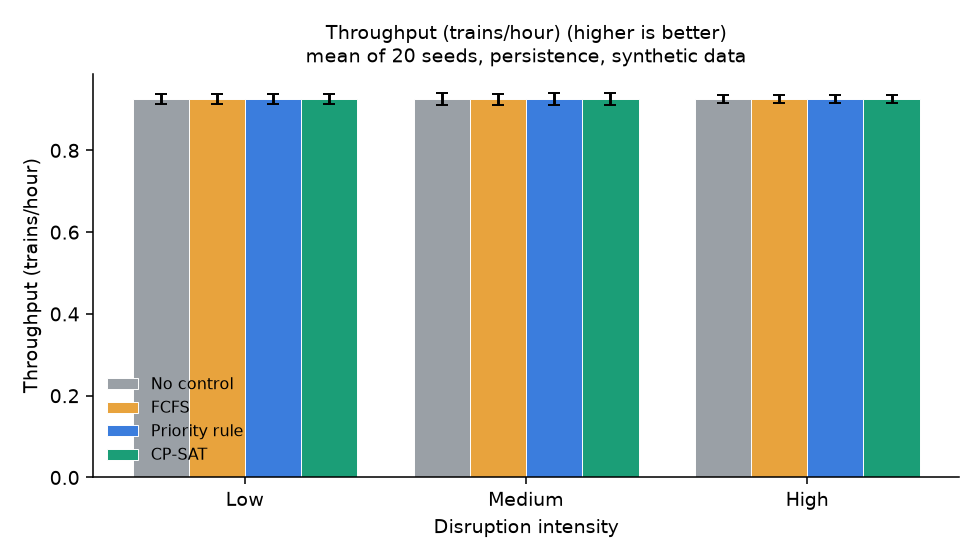 Throughput (trains/hour) (higher is better)
mean of 20 seeds, persistence, synthetic data
Throughput (trains/hour)
0.8
0.6
0.4
0.2
0.0
No control
FCFS
Priority rule
CP-SAT
Low
Medium
High
Disruption intensity